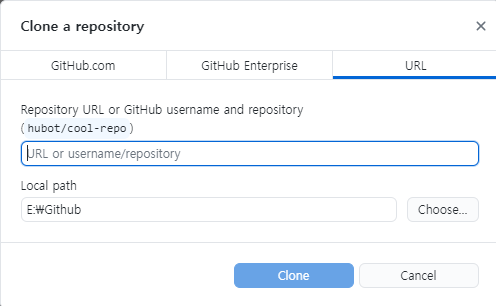 Clone a repository
GitHub.com GitHub Enterprise URL
Repository URL or GitHub username and repository
(hubot/cool-repo)
URL or username/repository
Local path
E:₩Github Choose...
Clone Cancel